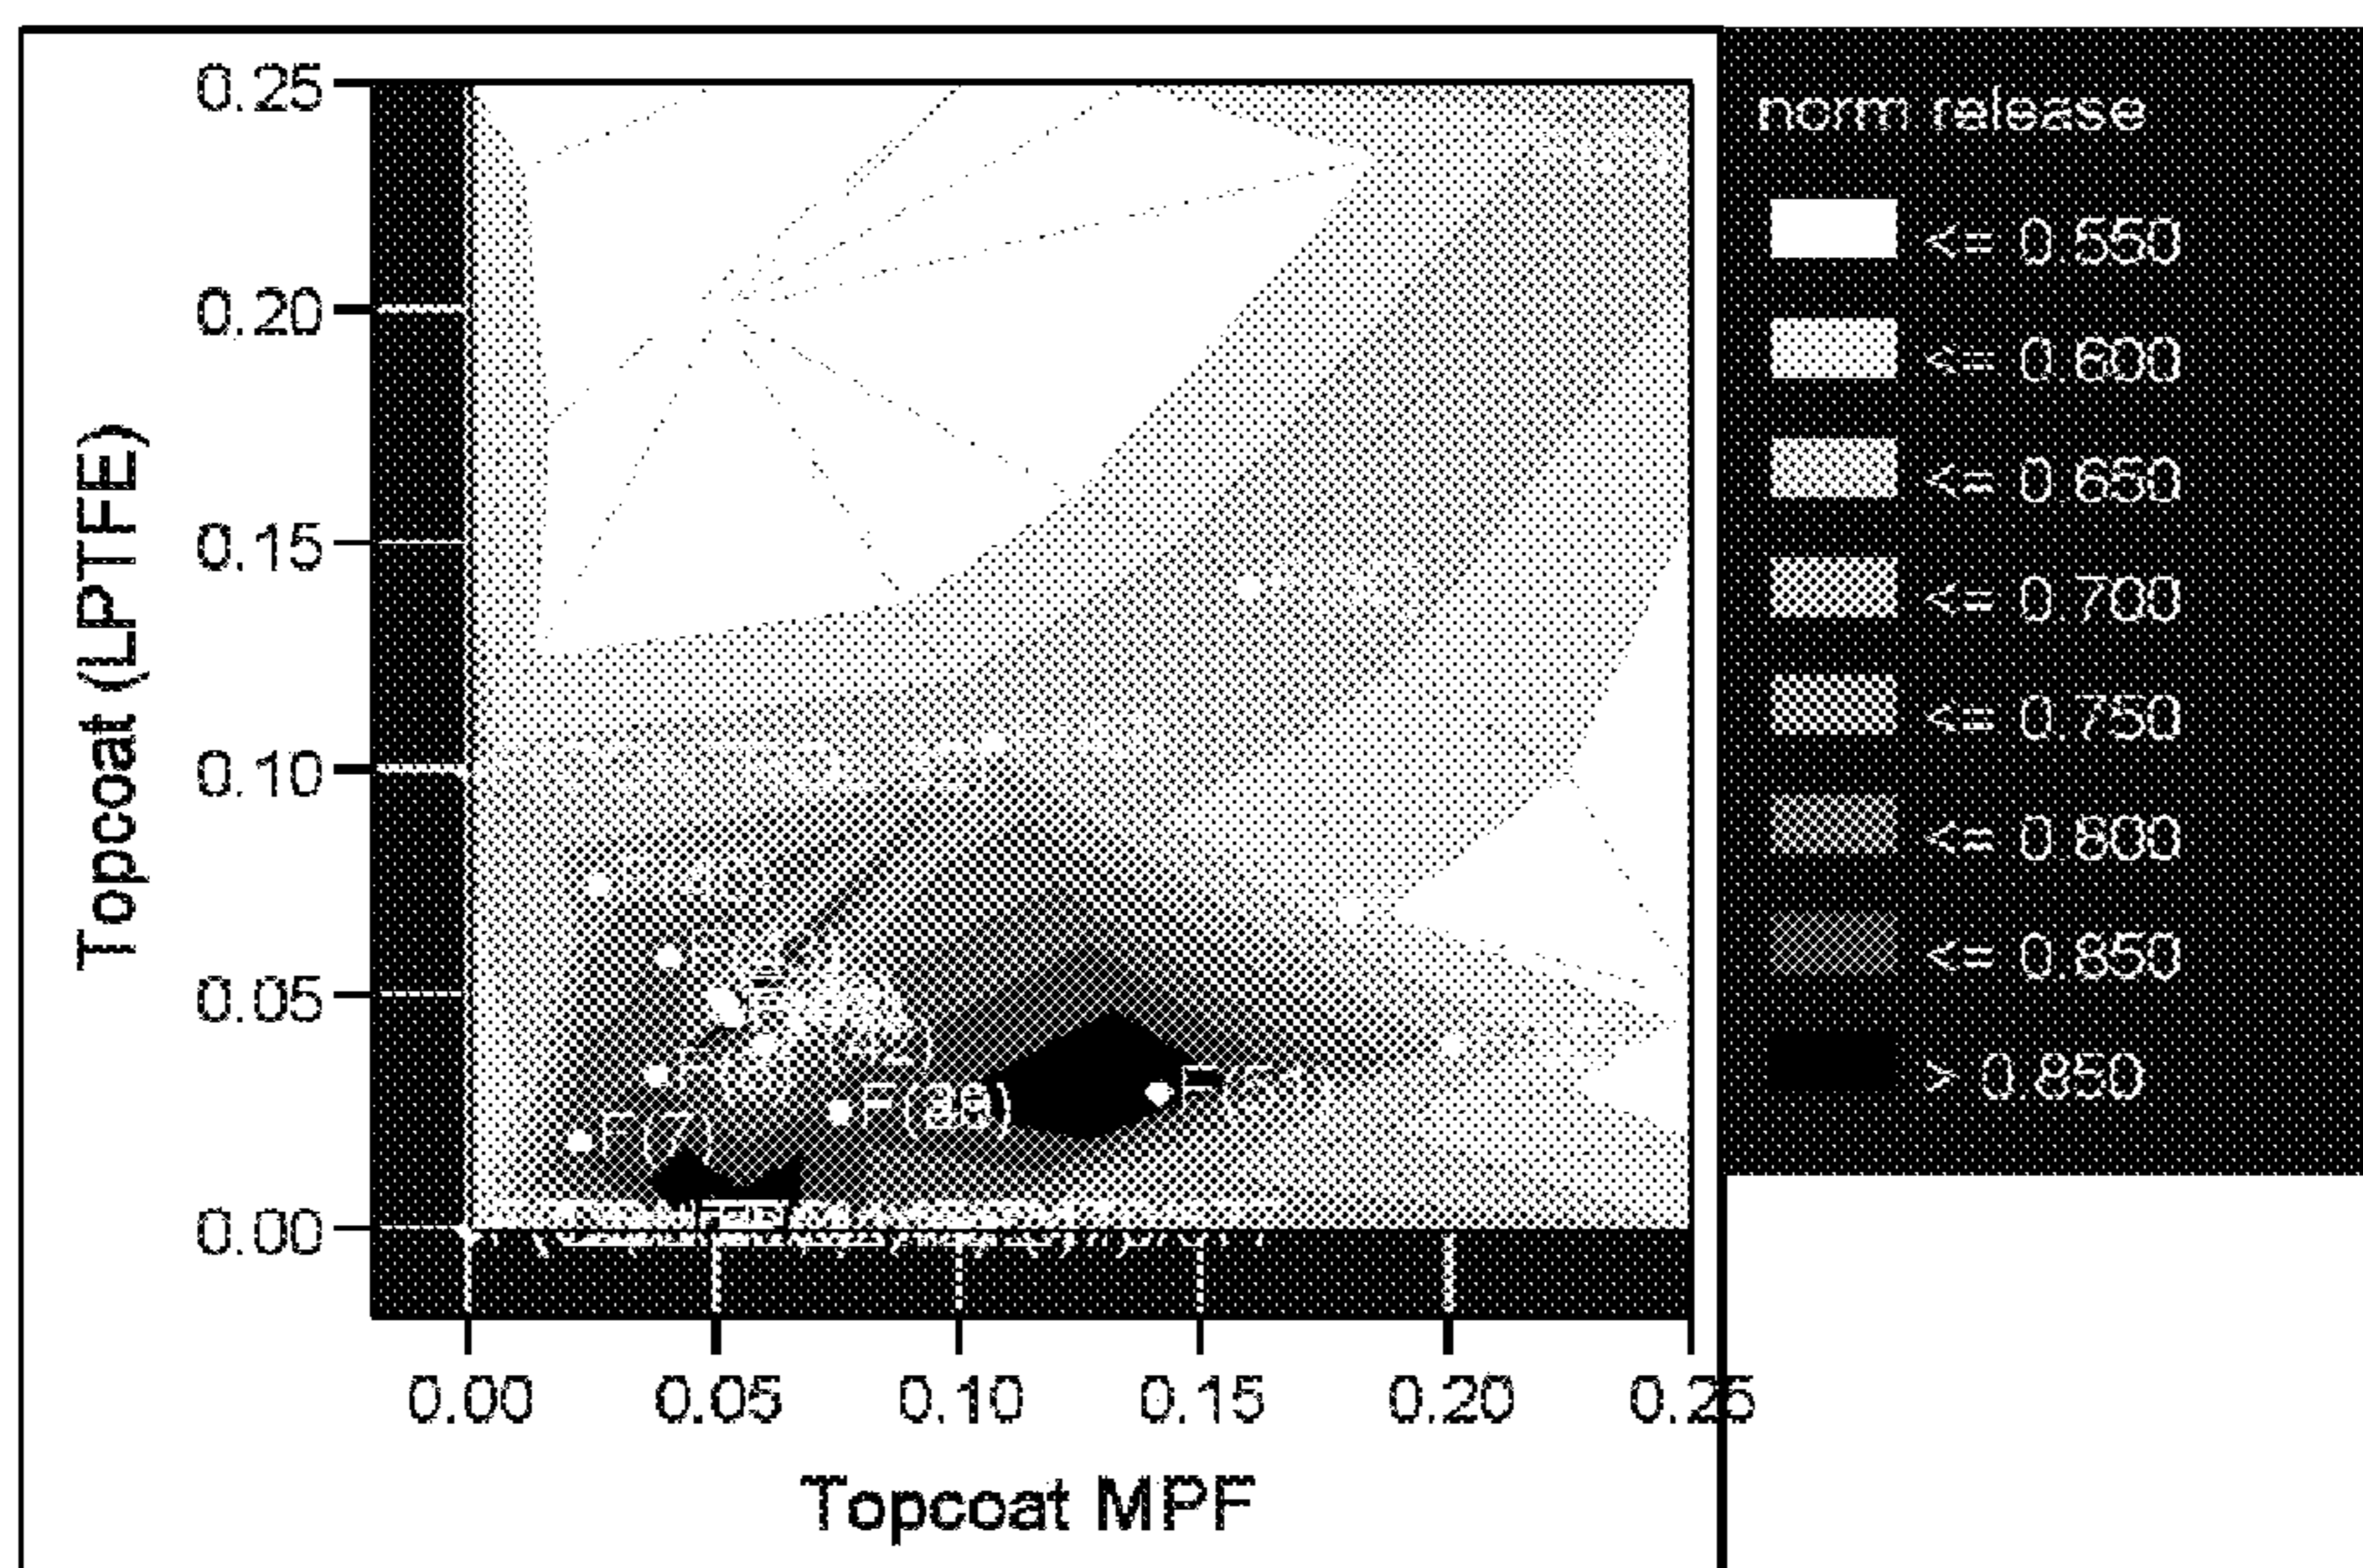 norm release
<= 0.550
<= 0.600
<= 0.650
<= 0.700
<= 0.750
<= 0.800
<= 0.850
> 0.850
Topcoat (LPTFE)
0.25
0.20
0.15
0.10
0.05
0.00
F(7)
0.00 0.05 0.10 0.15 0.20 0.25
Topcoat MPF